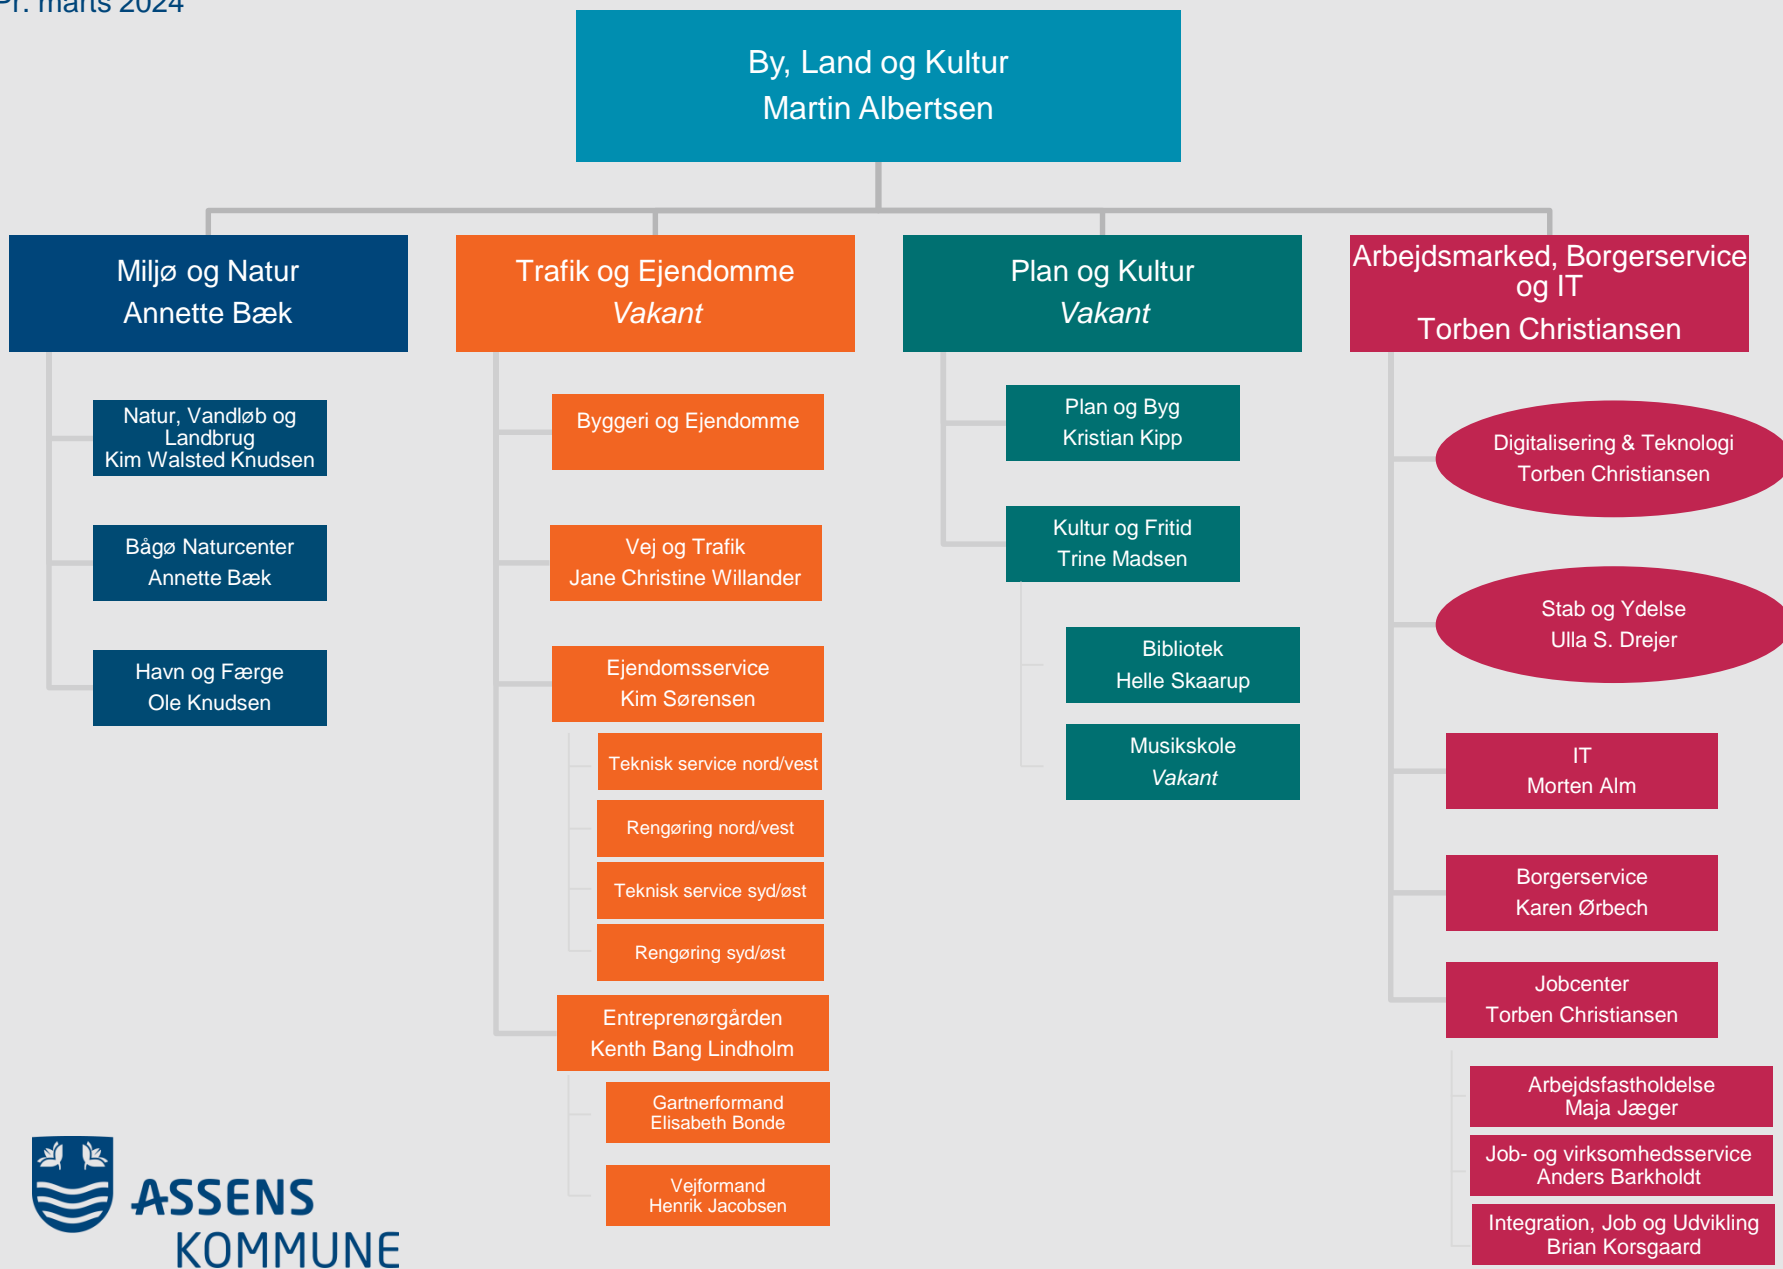 Pr. marts 2024
By, Land og Kultur
Martin Albertsen
Miljø og Natur
Annette Bæk
Natur, Vandløb og
Landbrug
Kim Walsted Knudsen
Bågø Naturcenter
Annette Bæk
Havn og Færge
Ole Knudsen
Trafik og Ejendomme
Vakant
Byggeri og Ejendomme
Vej og Trafik
Jane Christine Willander
Ejendomsservice
Kim Sørensen
Teknisk service nord/vest
Rengøring nord/vest
Teknisk service syd/øst
Rengøring syd/øst
Entreprenørgården
Kenth Bang Lindholm
Gartnerformand
Elisabeth Bonde
Vejformand
Henrik Jacobsen
Plan og Kultur
Vakant
Plan og Byg
Kristian Kipp
Kultur og Fritid
Trine Madsen
Bibliotek
Helle Skaarup
Musikskole
Vakant
Arbejdsmarked, Borgerservice
og IT
Torben Christiansen
Digitalisering & Teknologi
Torben Christiansen
Stab og Ydelse
Ulla S. Drejer
IT
Morten Alm
Borgerservice
Karen Ørbech
Jobcenter
Torben Christiansen
Arbejdsfastholdelse
Maja Jæger
Job- og virksomhedsservice
Anders Barkholdt
Integration, Job og Udvikling
Brian Korsgaard
ASSENS
KOMMUNE